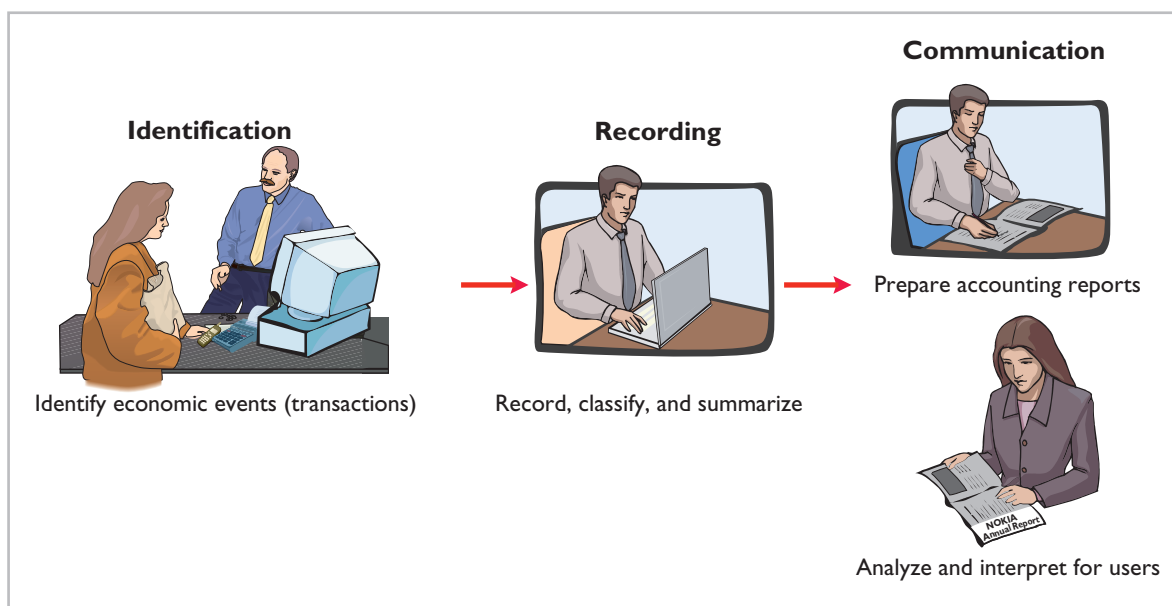 Identification
Identify economic events (transactions)
Recording
Record, classify, and summarize
Communication
Prepare accounting reports
NOKIA
Annual Report
Analyze and interpret for users